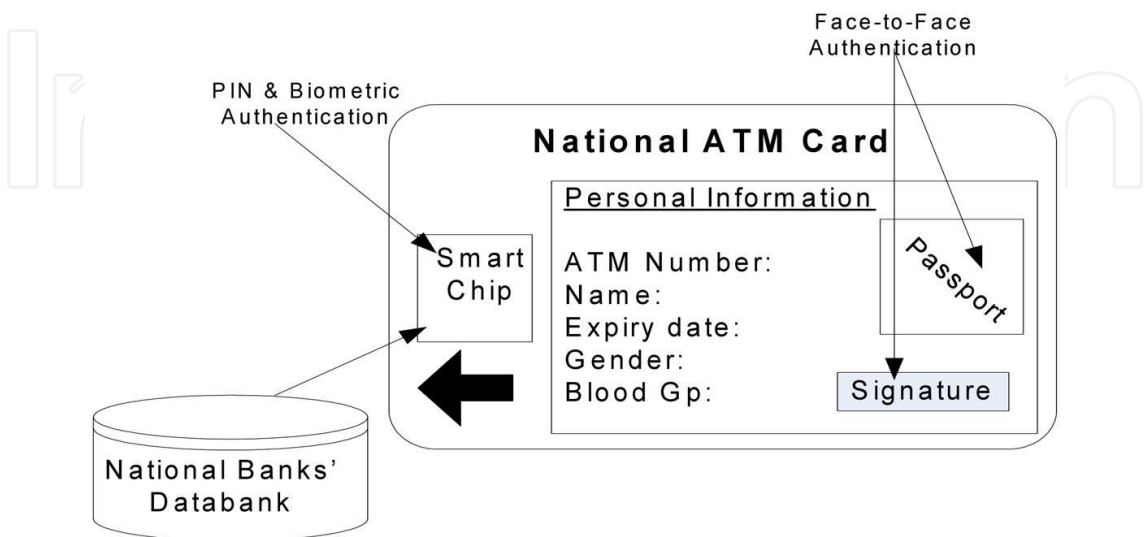 Face-to-Face
Authentication
PIN & Biometric
Authentication
National ATM Card
Personal Information
Smart
Chip
ATM Number:
Name:
Expiry date:
Gender:
Blood Gp:
Passport
Signature
National Banks’
Databank